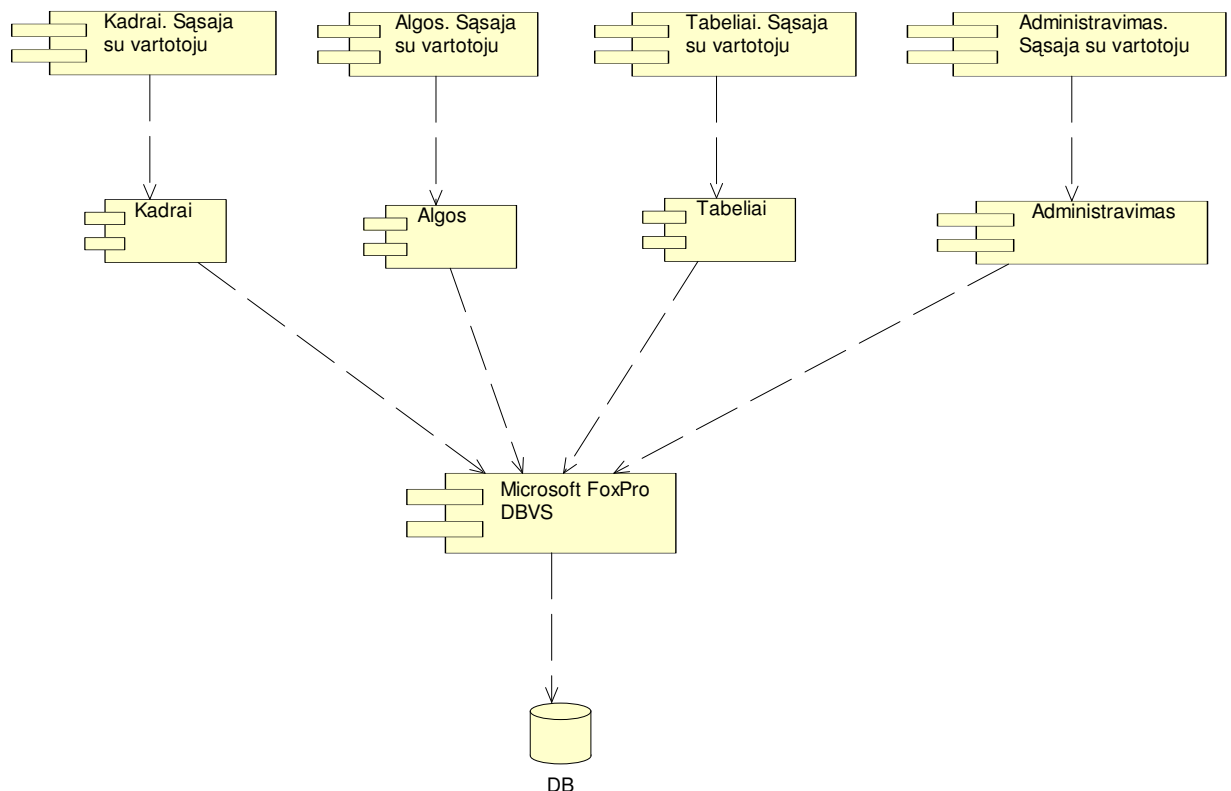 Kadrai. Sąsaja
su vartotoju
Algos. Sąsaja
su vartotoju
Tabeliai. Sąsaja
su vartotoju
Administravimas.
Sąsaja su vartotoju
Kadrai
Algos
Tabeliai
Administravimas
Microsoft FoxPro
DBVS
DB